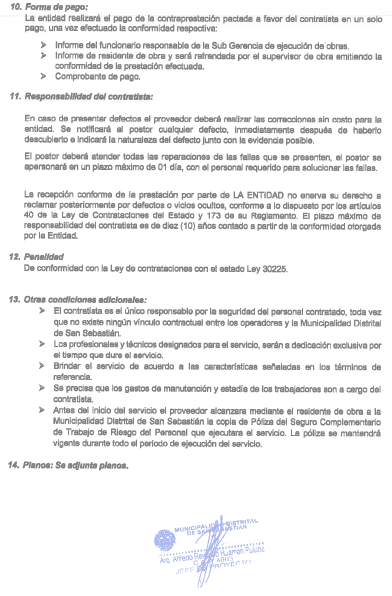 10. Forma de pago:
La entidad realizará el pago de la contraprestación pactada a favor del contratista en un solo
pago, una vez efectuado la conformidad respectiva:
➤ Informe del funcionario responsable de la Sub Gerencia de ejecución de obras.
➤ Informe de residente de obra y será refrendada por el supervisor de obra emitiendo la
conformidad de la prestación efectuada.
➤ Comprobante de pago.
11. Responsabilidad del contratista:
En caso de presentar defectos el proveedor deberá realizar las correcciones sin costo para la
entidad. Se notificará al postor cualquier defecto, inmediatamente después de haberlo
descubierto e indicará la naturaleza del defecto junto con la evidencia posible.
El postor deberá atender todas las reparaciones de las fallas que se presenten, el postor se
apersonará en un plazo máximo de 01 día, con el personal requerido para solucionar las fallas.
La recepción conforme de la prestación por parte de LA ENTIDAD no enerva su derecho a
reclamar posteriormente por defectos o vicios ocultos, conforme a lo dispuesto por los artículos
40 de la Ley de Contrataciones del Estado y 173 de su Reglamento. El plazo máximo de
responsabilidad del contratista es de diez (10) años contado a partir de la conformidad otorgada
por la Entidad.
12. Penalidad
De conformidad con la Ley de contrataciones con el estado Ley 30225.
13. Otras condiciones adicionales:
➤ El contratista es el único responsable por la seguridad del personal contratado, toda vez
que no existe ningún vínculo contractual entre los operadores y la Municipalidad Distrital
de San Sebastián.
➤ Los profesionales y técnicos designados para el servicio, serán a dedicación exclusiva por
el tiempo que dure el servicio.
➤ Brindar el servicio de acuerdo a las características señaladas en los términos de
referencia.
➤ Se precisa que los gastos de manutención y estadía de los trabajadores son a cargo del
contratista.
➤ Antes del inicio del servicio el proveedor alcanzara mediante el residente de obra a la
Municipalidad Distrital de San Sebastián la copia de Póliza del Seguro Complementario
de Trabajo de Riesgo del Personal que ejecutara el servicio. La póliza se mantendrá
vigente durante todo el período de ejecución del servicio.
14. Planos: Se adjunta planos.
MUNICIPALIDAD DISTRITAL
DE SAN SEBASTIÁN
Arq. Alfredo Huaman